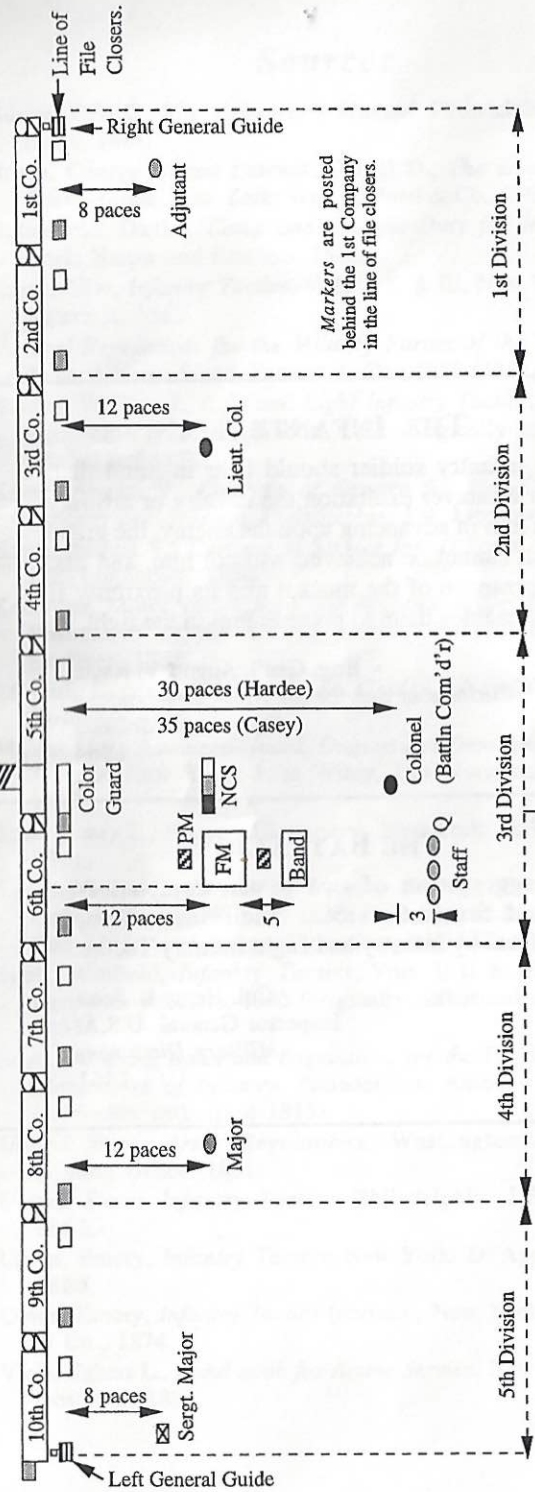 Line of
File
Closers.
10th Co.
9th Co.
8th Co.
7th Co.
6th Co.
5th Co.
4th Co.
3rd Co.
2nd Co.
1st Co.
Left General Guide
8 paces
Sergt. Major
12 paces
Major
12 paces
PM
FM
5
Band
Color
Guard
NCS
3
Q
Staff
30 paces (Hardee)
35 paces (Casey)
Colonel
(Battln Com'd'r)
12 paces
Lieut. Col.
8 paces
Adjutant
Right General Guide
Markers are posted
behind the 1st Company
in the line of file closers.
5th Division
4th Division
3rd Division
2nd Division
1st Division